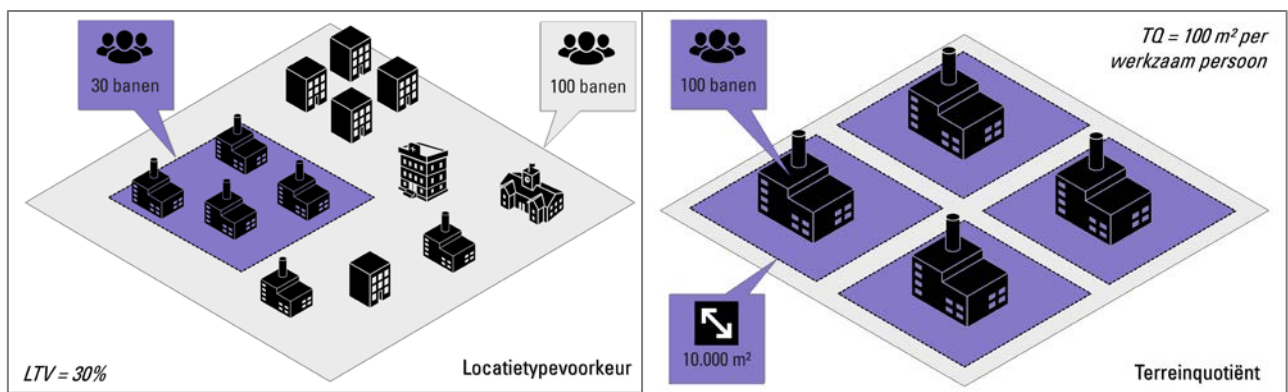 30 banen
100 banen
LTV = 30%
Locatietypevoorkeur
TQ = 100 m² per
werkzaam persoon
100 banen
10.000 m²
Terreinquotiënt